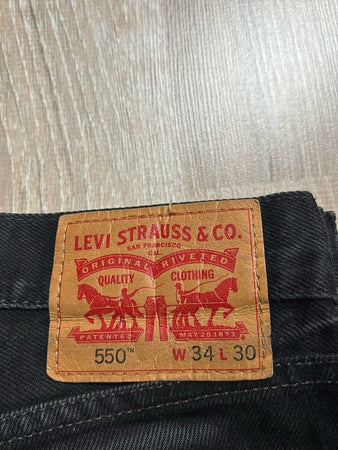 LEVI STRAUSS & CO.
SAN FRANCISCO
CAL.
ORIGINAL RIVETED
QUALITY CLOTHING
PATENTED MAY 20 1873
550™ W 34 L 30